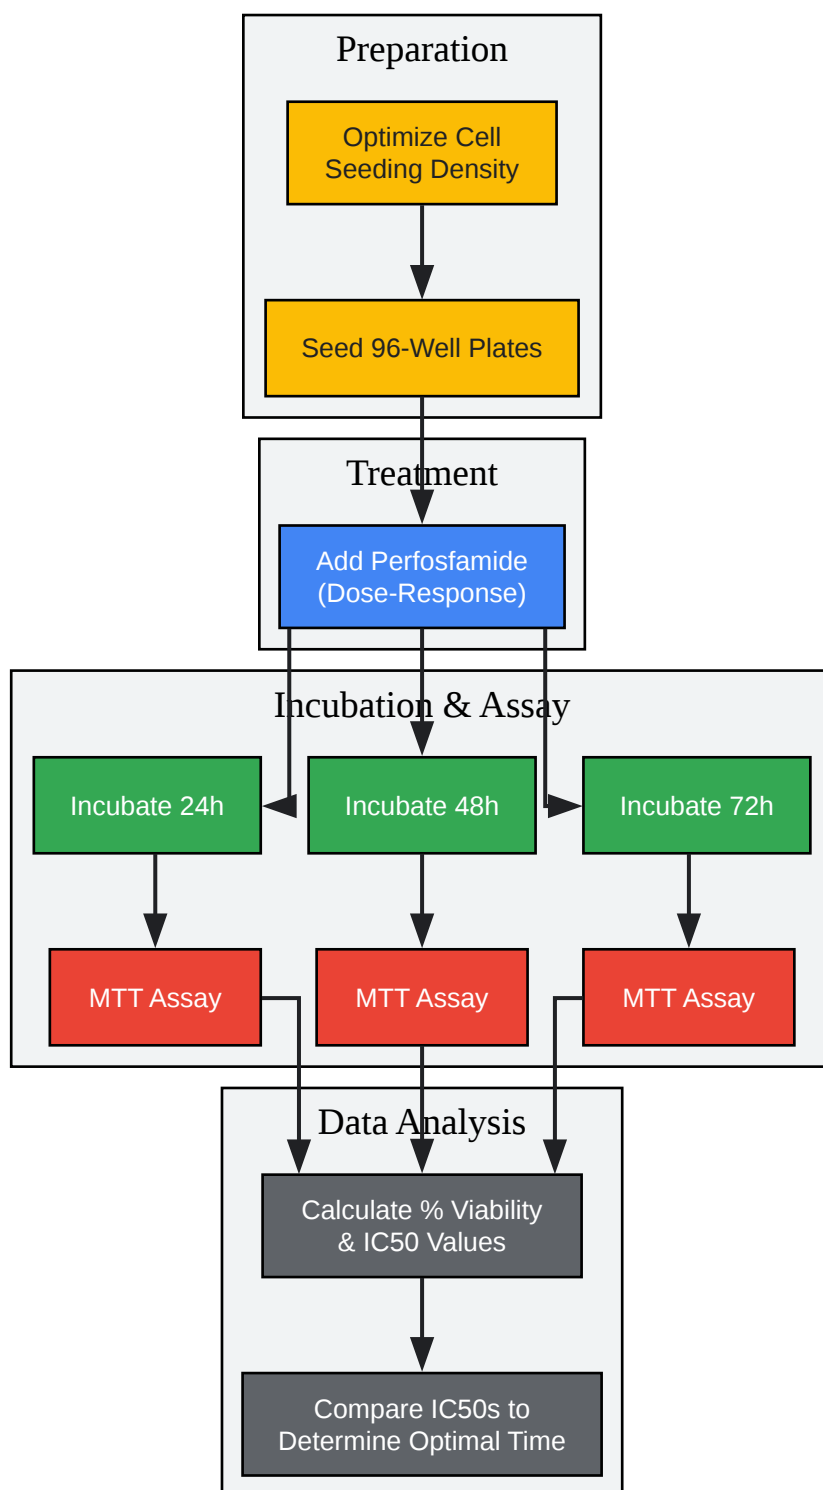 Preparation
Optimize Cell
Seeding Density
Seed 96-Well Plates
Treatment
Add Perfosfamide
(Dose-Response)
Incubation & Assay
Incubate 24h
Incubate 48h
Incubate 72h
MTT Assay
MTT Assay
MTT Assay
Data Analysis
Calculate % Viability
& IC50 Values
Compare IC50s to
Determine Optimal Time